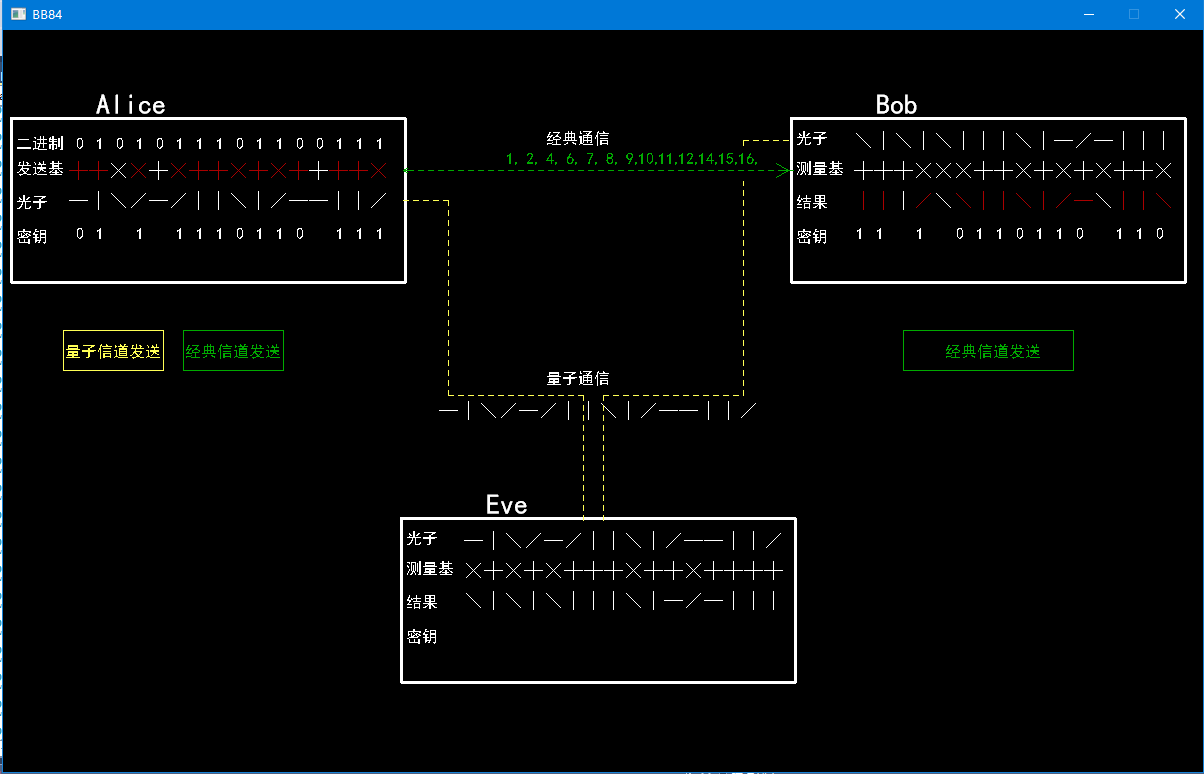 BB84
Alice
二进制 0 1 0 1 0 1 1 1 0 1 1 0 0 1 1 1
发送基
光子
密钥 0 1 1 1 1 1 0 1 1 0 1 1 1
量子信道发送
经典信道发送
经典通信
1, 2, 4, 6, 7, 8, 9,10,11,12,14,15,16,
Bob
光子
测量基
结果
密钥 1 1 1 0 1 1 0 1 1 0 1 1 0
经典信道发送
量子通信
Eve
光子
测量基
结果
密钥